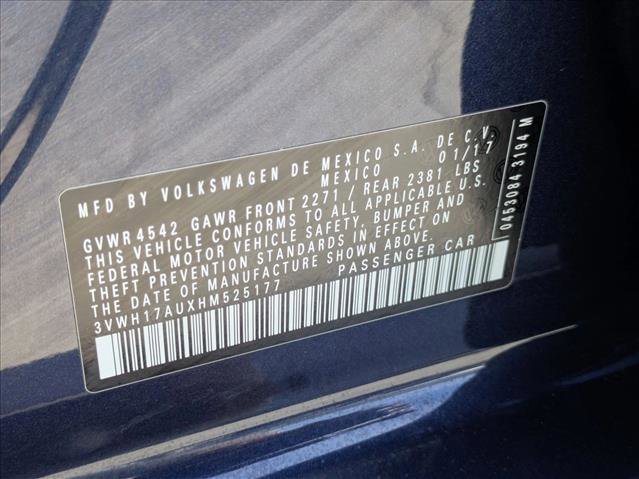 MFD BY VOLKSWAGEN DE MEXICO S.A. DE C.V.
MEXICO 01/17
GVWR 4542 GAWR FRONT 2271 / REAR 2381 LBS
THIS VEHICLE CONFORMS TO ALL APPLICABLE U.S.
FEDERAL MOTOR VEHICLE SAFETY, BUMPER AND
THEFT PREVENTION STANDARDS IN EFFECT ON
THE DATE OF MANUFACTURE SHOWN ABOVE.
3VWH17AUXHM525177 PASSENGER CAR
0453084 3194 M